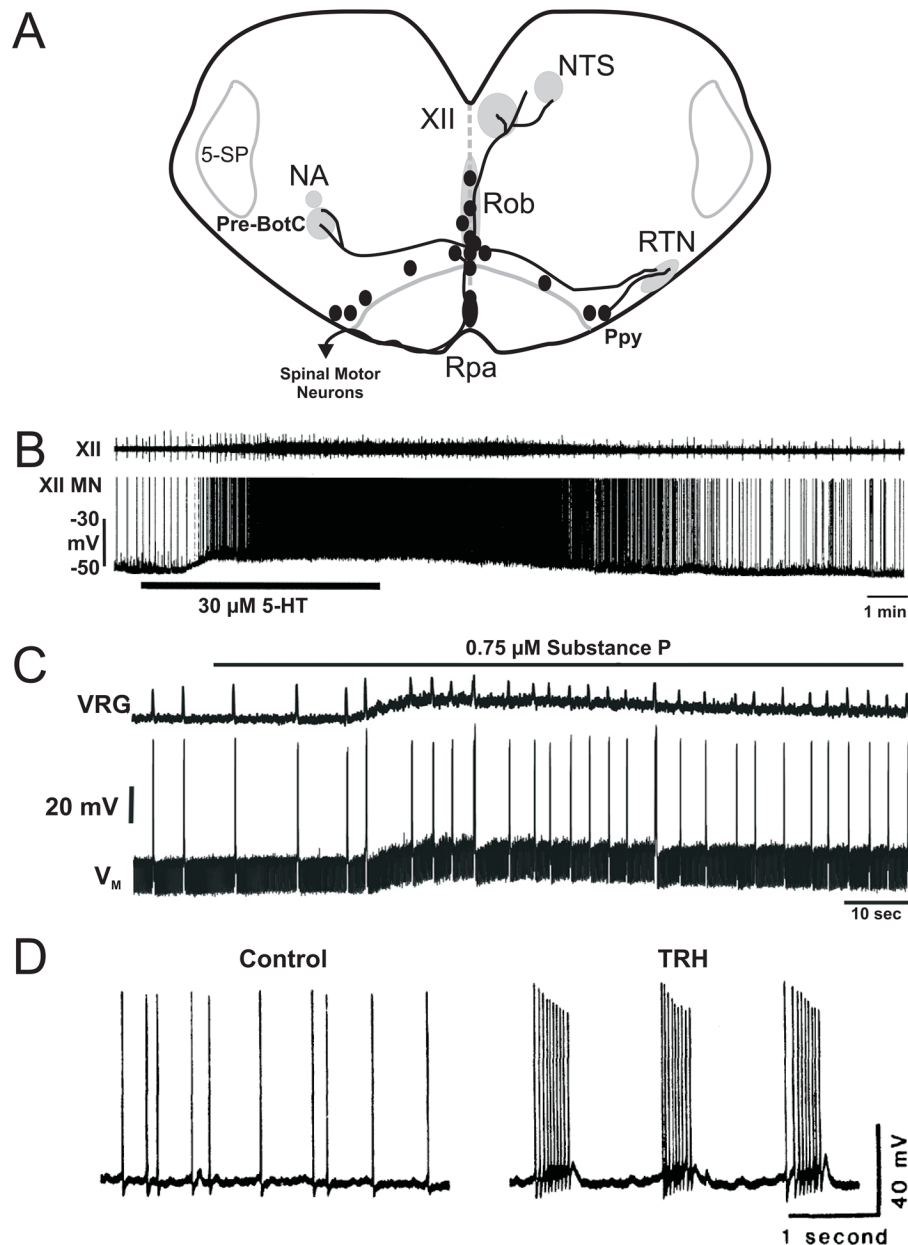 A
NTS
XII
5-SP
NA
Rob
Pre-BotC
RTN
Ppy
Rpa
Spinal Motor
Neurons
B
XII
XII MN
-30
mV
-50
30 µM 5-HT
1 min
C
0.75 µM Substance P
VRG
20 mV
VM
10 sec
D
Control
TRH
40 mV
1 second